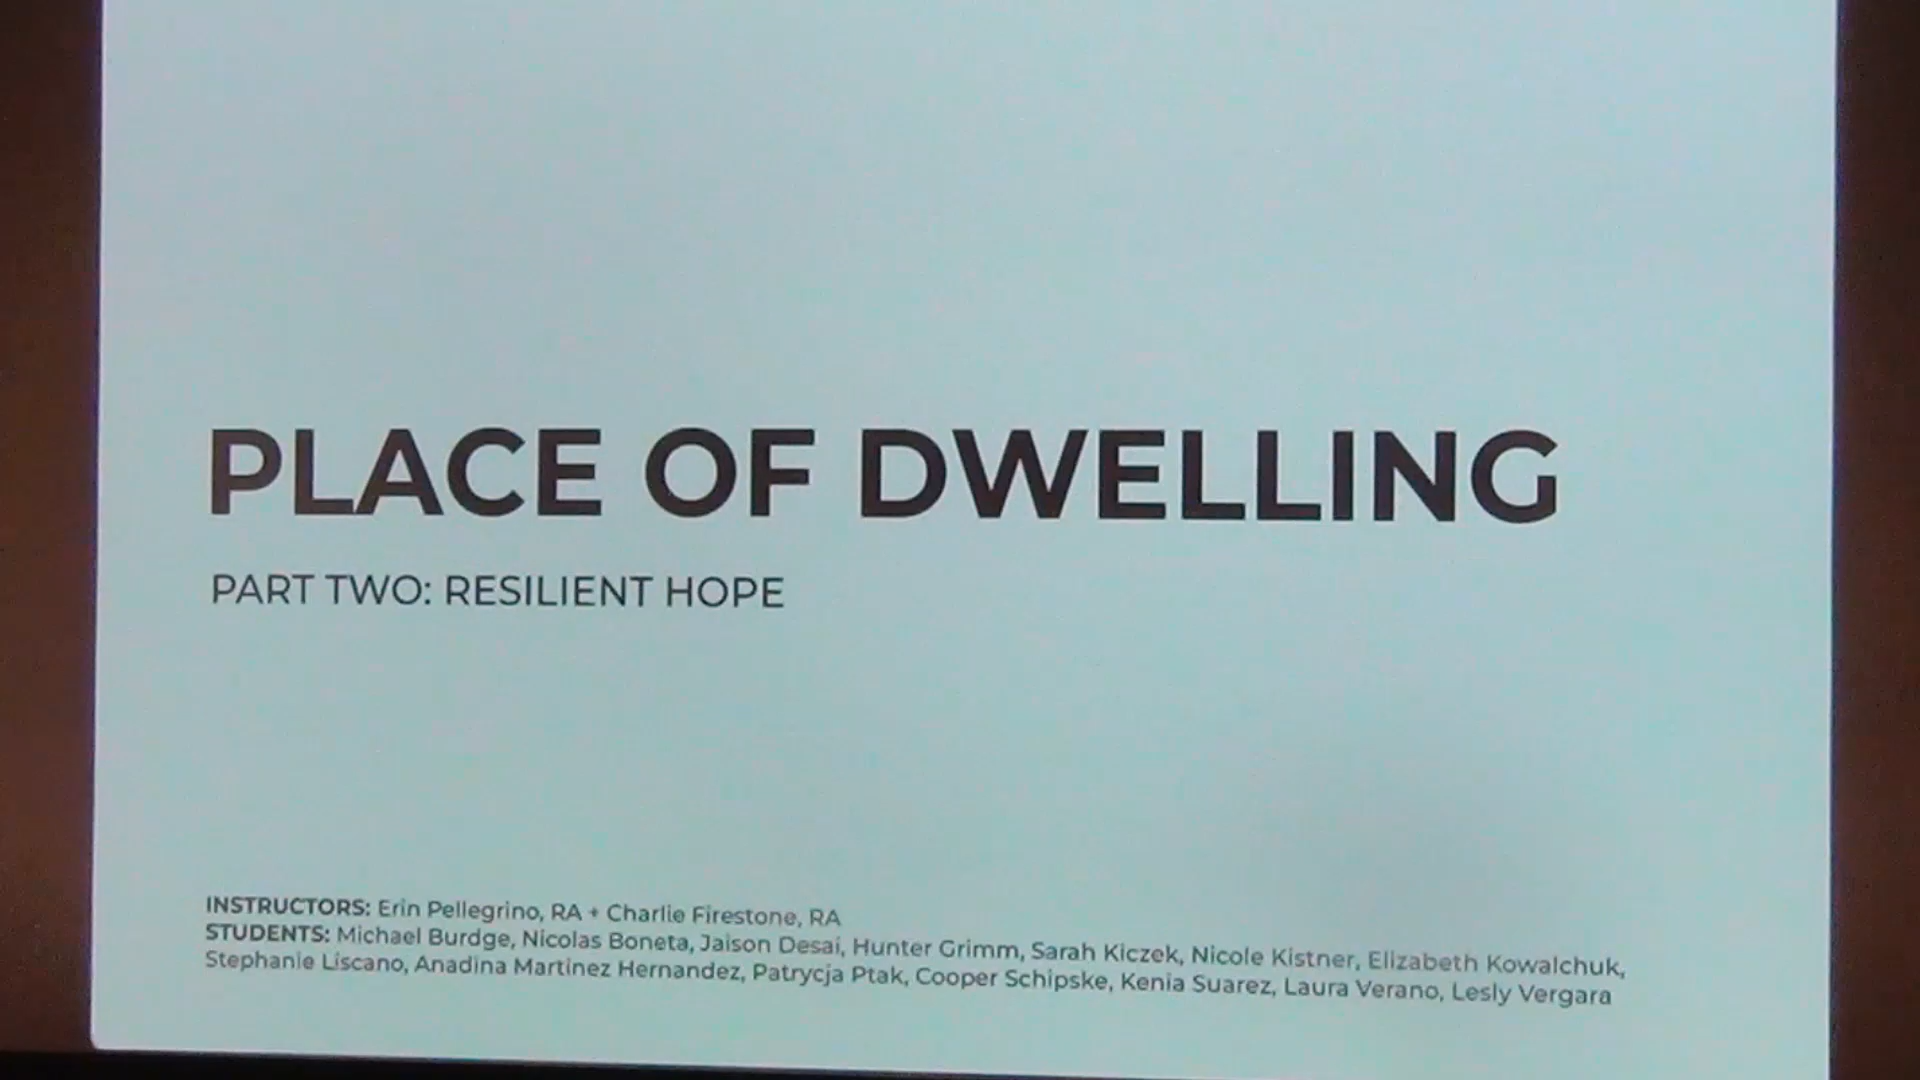 PLACE OF DWELLING
PART TWO: RESILIENT HOPE
INSTRUCTORS: Erin Pellegrino, RA + Charlie Firestone, RA
STUDENTS: Michael Burdge, Nicolas Boneta, Jaison Desai, Hunter Grimm, Sarah Kiczek, Nicole Kistner, Elizabeth Kowalchuk,
Stephanie Liscano, Anadina Martinez Hernandez, Patrycja Ptak, Cooper Schipske, Kenia Suarez, Laura Verano, Lesly Vergara